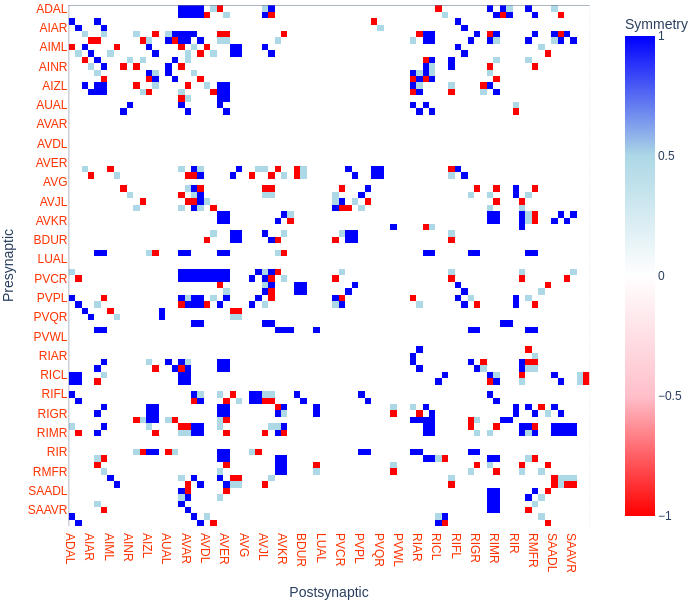 Symmetry
ADAL
AIAR
AIML
AINR
AIZL
AUAL
AVAR
AVDL
AVER
AVG
AVJL
AVKR
BDUR
LUAL
PVCR
PVPL
PVQR
PVWL
RIAR
RICL
RIFL
RIGR
RIMR
RIR
RMFR
SAADL
SAAVR
Presynaptic
1
0.5
0
−0.5
−1
ADAL AIAR AIML AINR AIZL AUAL AVAR AVDL AVER AVG AVJL AVKR BDUR LUAL PVCR PVPL PVQR PVWL RIAR RICL RIFL RIGR RIMR RIR RMFR SAADL SAAVR
Postsynaptic